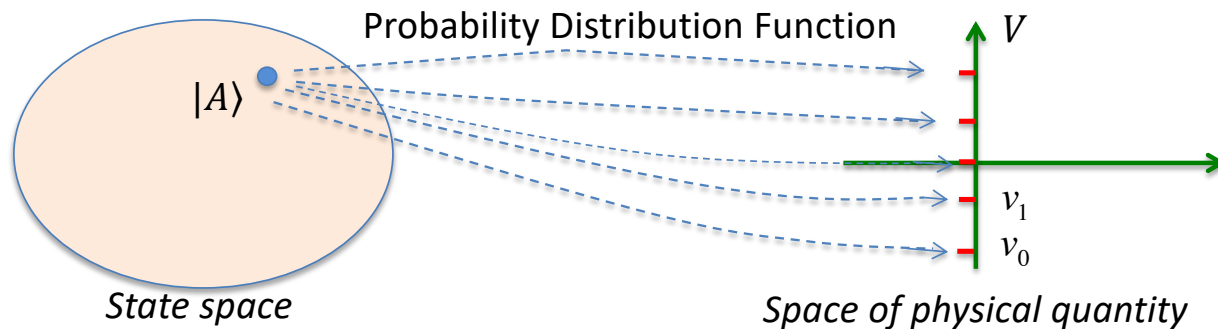 Probability Distribution Function
V
|A⟩
v₁
v₀
State space
Space of physical quantity